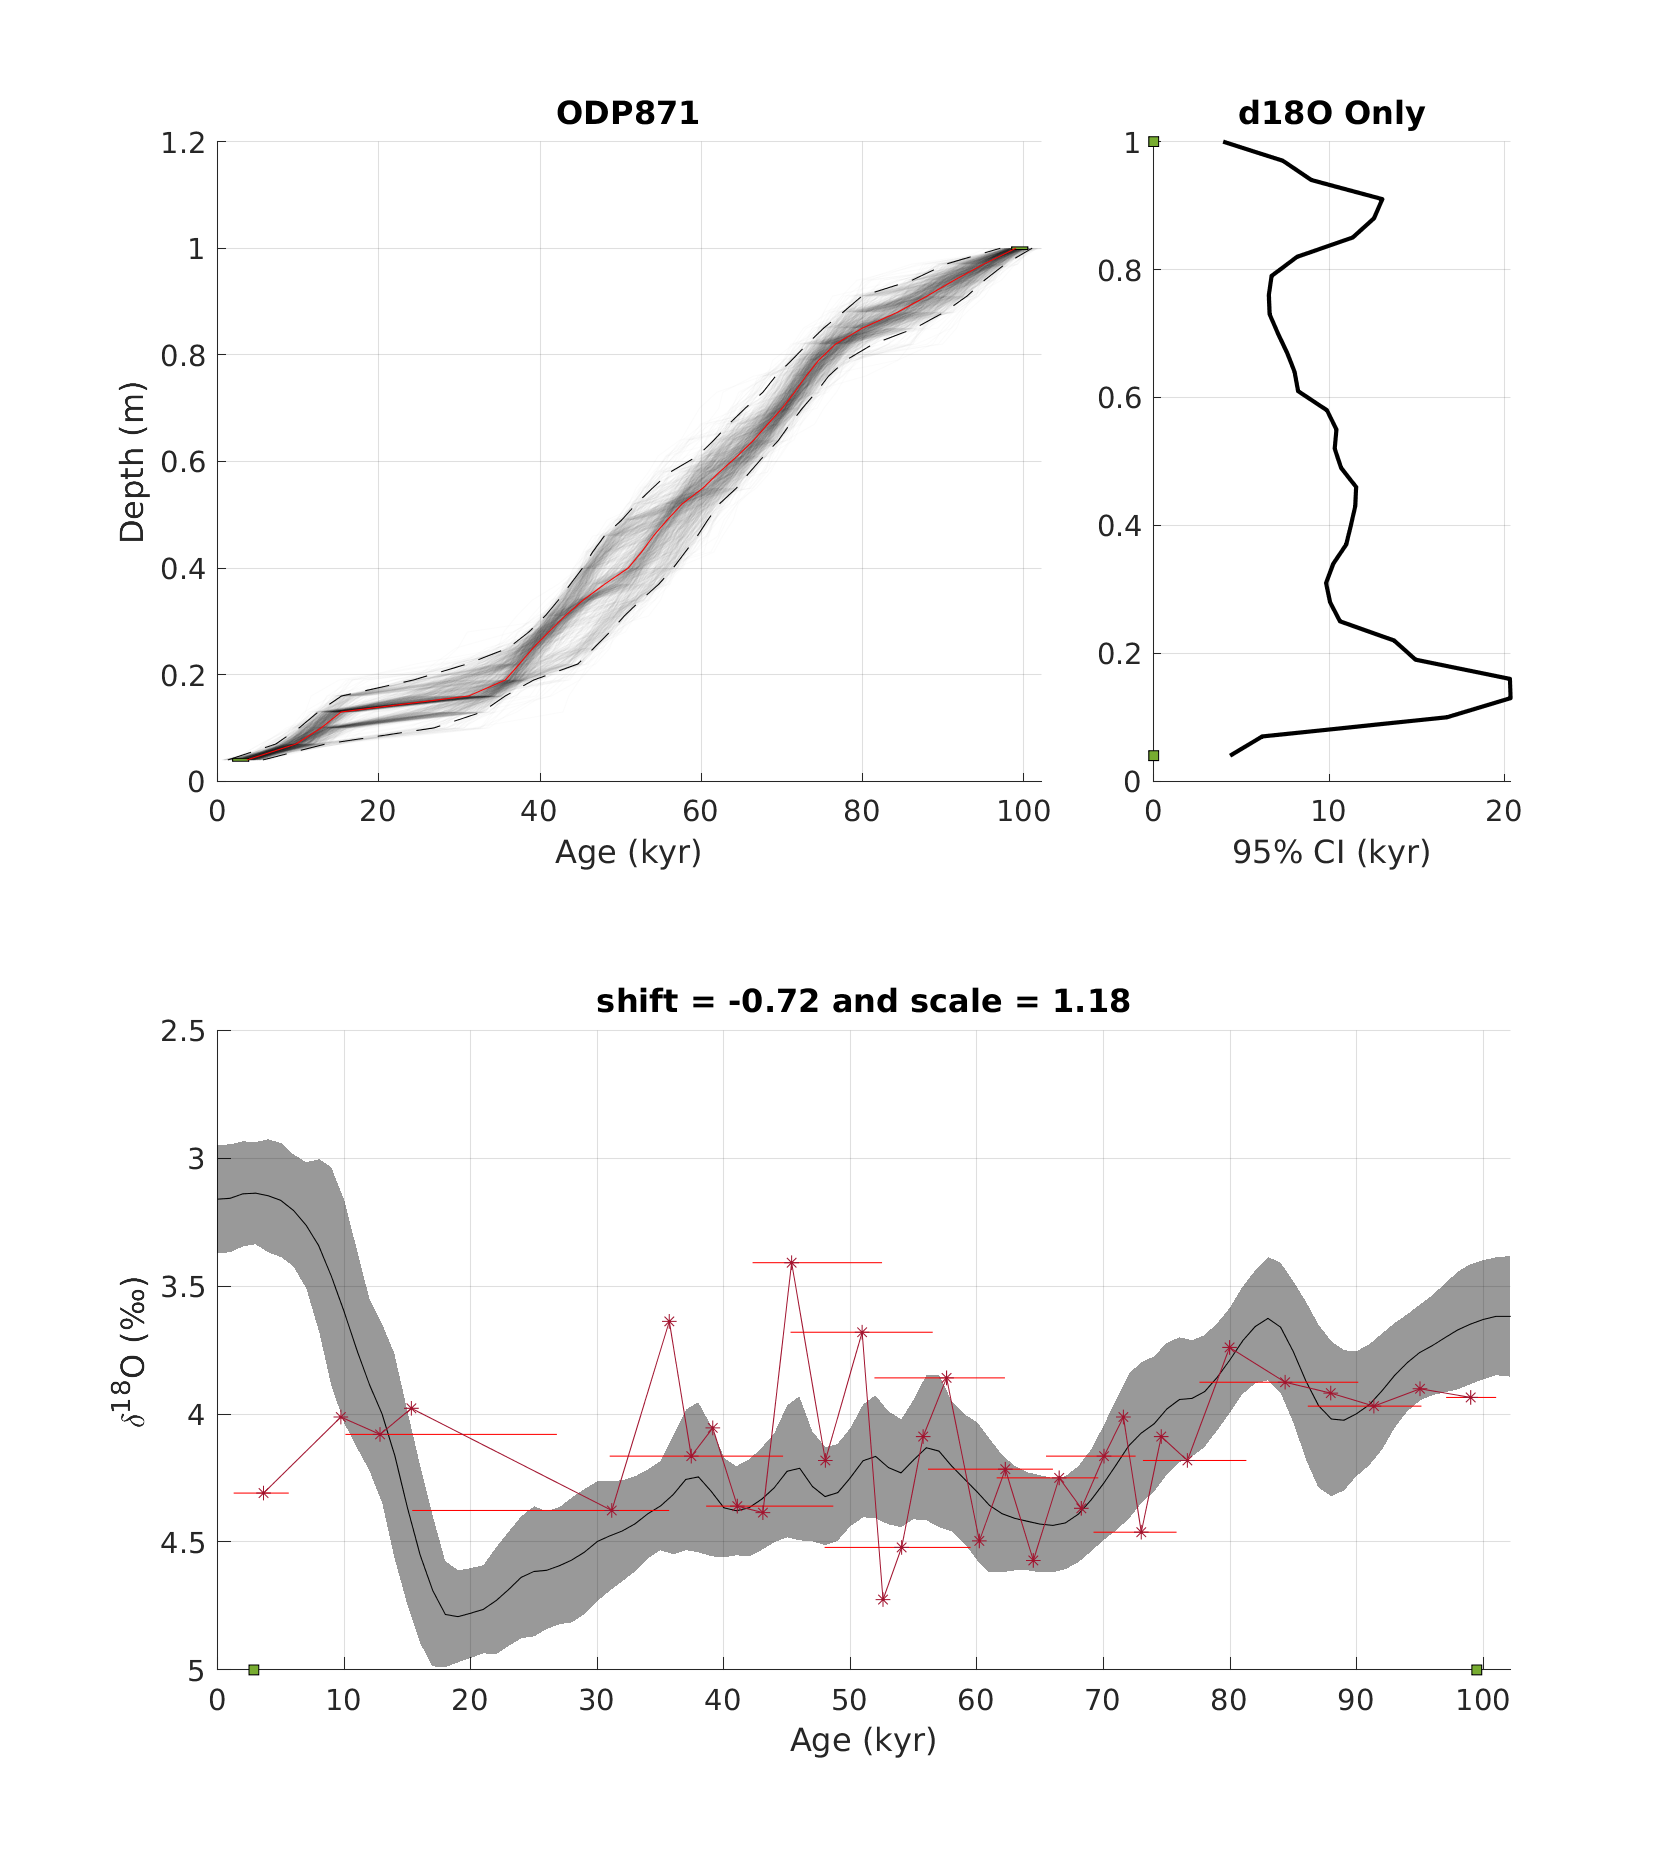 ODP871
d18O Only
1.2
1
0.8
0.6
0.4
0.2
0
Depth (m)
0 20 40 60 80 100
Age (kyr)
1
0.8
0.6
0.4
0.2
0
0 10 20
95% CI (kyr)
shift = -0.72 and scale = 1.18
2.5
3
3.5
4
4.5
5
δ18O (‰)
0 10 20 30 40 50 60 70 80 90 100
Age (kyr)